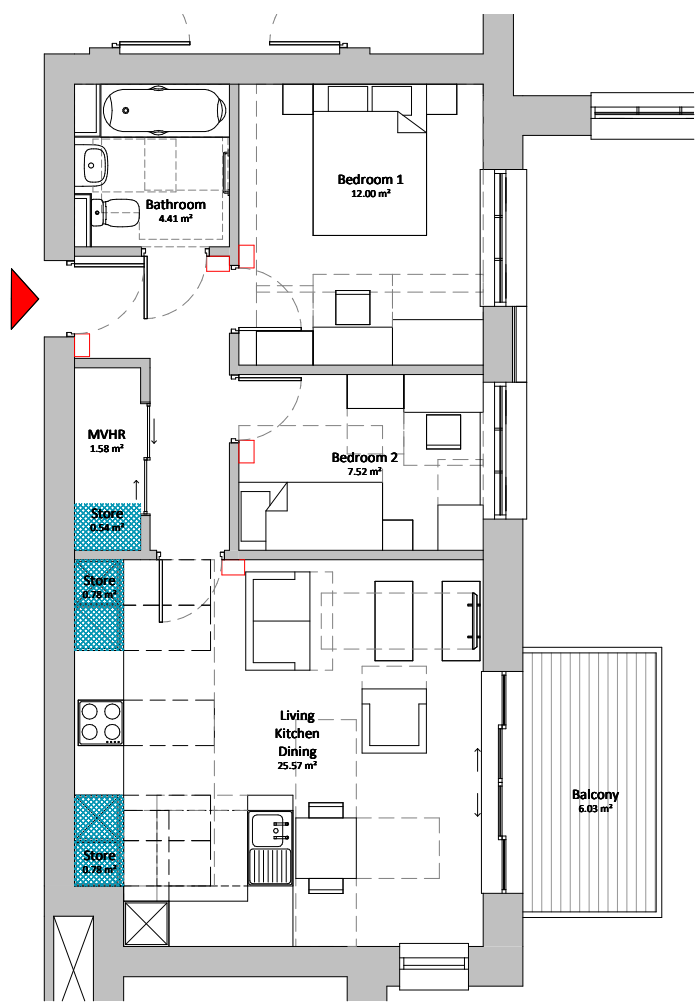 Bedroom 1
12.00 m²
Bathroom
4.41 m²
MVHR
1.58 m²
Bedroom 2
7.52 m²
Store
0.54 m²
Store
0.78 m²
Living
Kitchen
Dining
25.57 m²
Balcony
6.03 m²
Store
0.78 m²